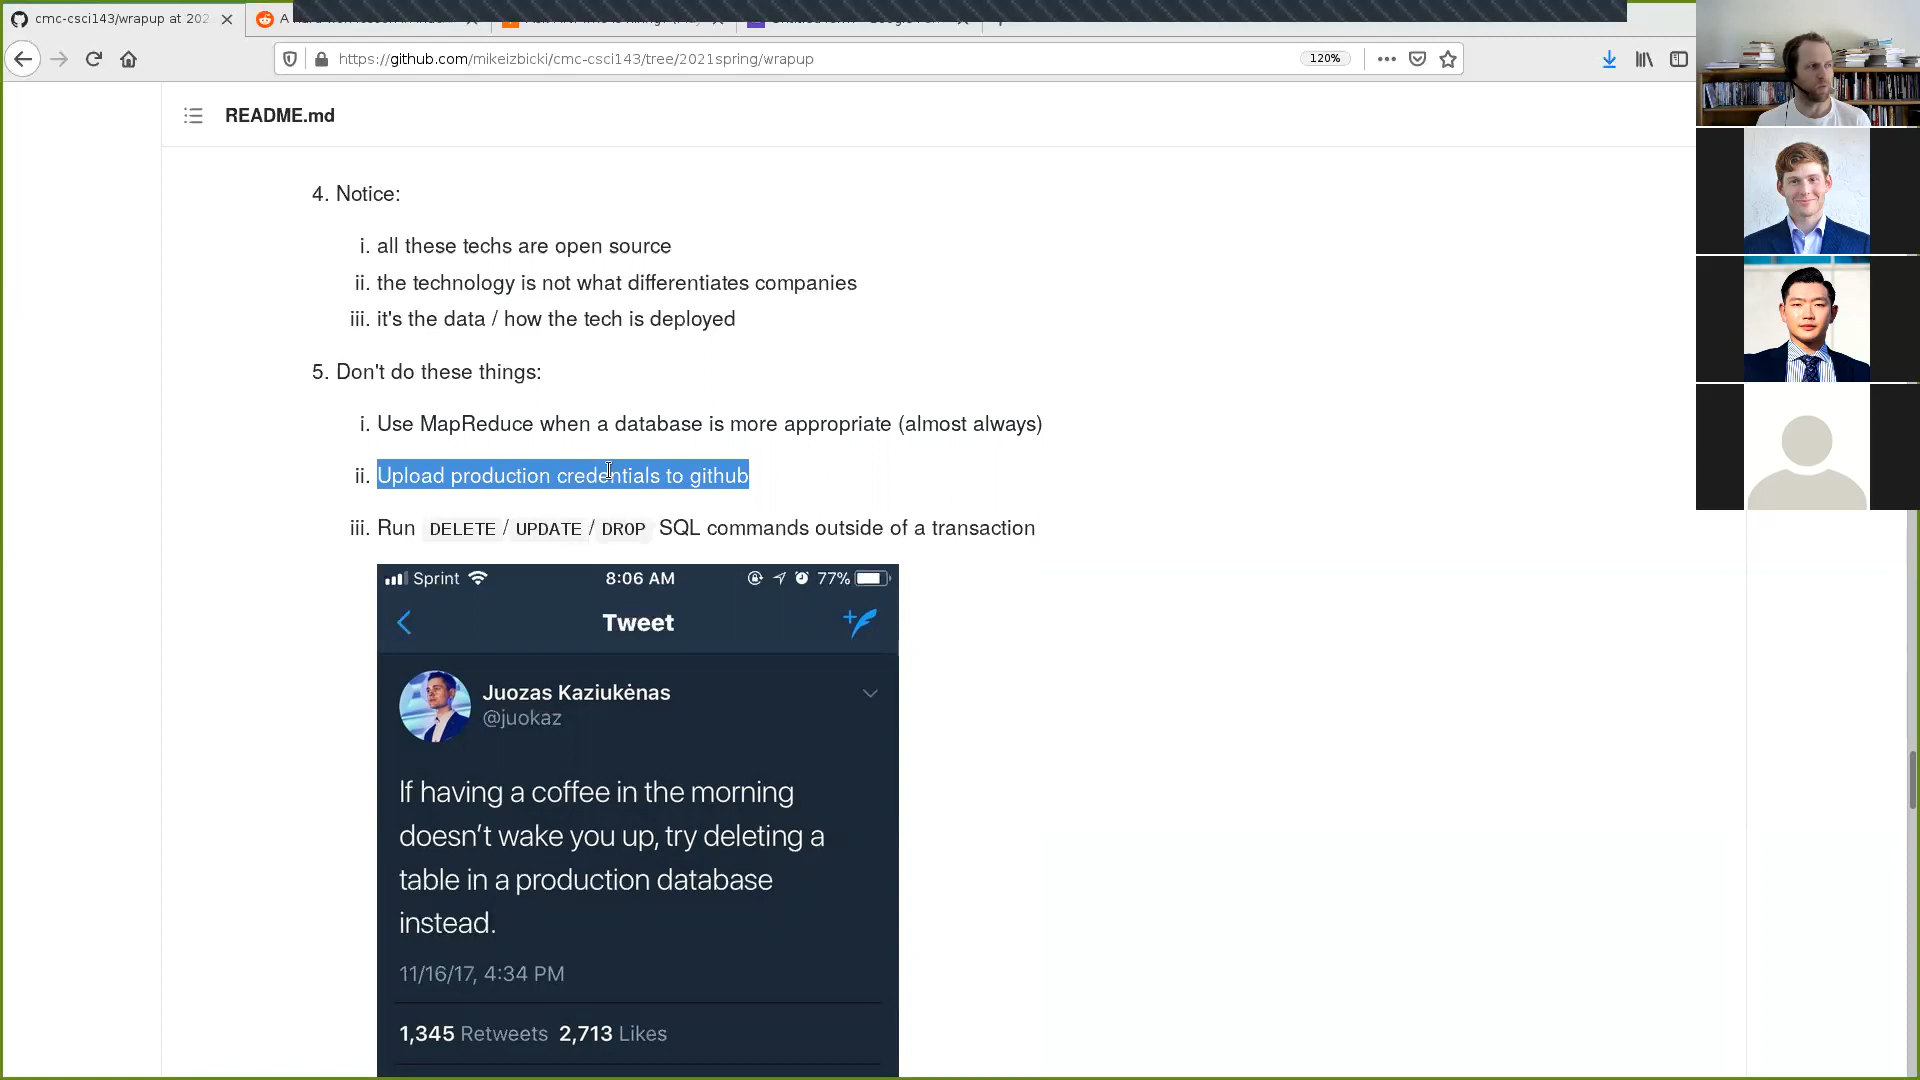 cmc-csci143/wrapup at 202
https://github.com/mikeizbicki/cmc-csci143/tree/2021spring/wrapup
120%
README.md
4. Notice:
i. all these techs are open source
ii. the technology is not what differentiates companies
iii. it's the data / how the tech is deployed
5. Don't do these things:
i. Use MapReduce when a database is more appropriate (almost always)
ii. Upload production credentials to github
iii. Run DELETE / UPDATE / DROP SQL commands outside of a transaction
Sprint 8:06 AM 77%
Tweet
Juozas Kaziukėnas
@juokaz
If having a coffee in the morning
doesn’t wake you up, try deleting a
table in a production database
instead.
11/16/17, 4:34 PM
1,345 Retweets 2,713 Likes